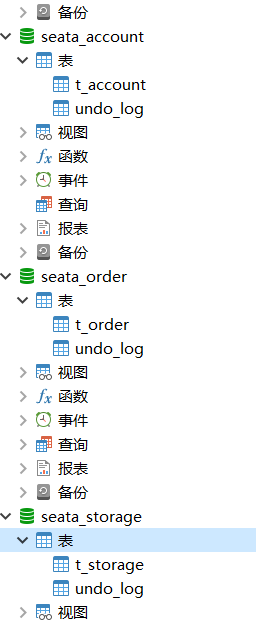 备份
seata_account
表
t_account
undo_log
视图
函数
事件
查询
报表
备份
seata_order
表
t_order
undo_log
视图
函数
事件
查询
报表
备份
seata_storage
表
t_storage
undo_log
视图